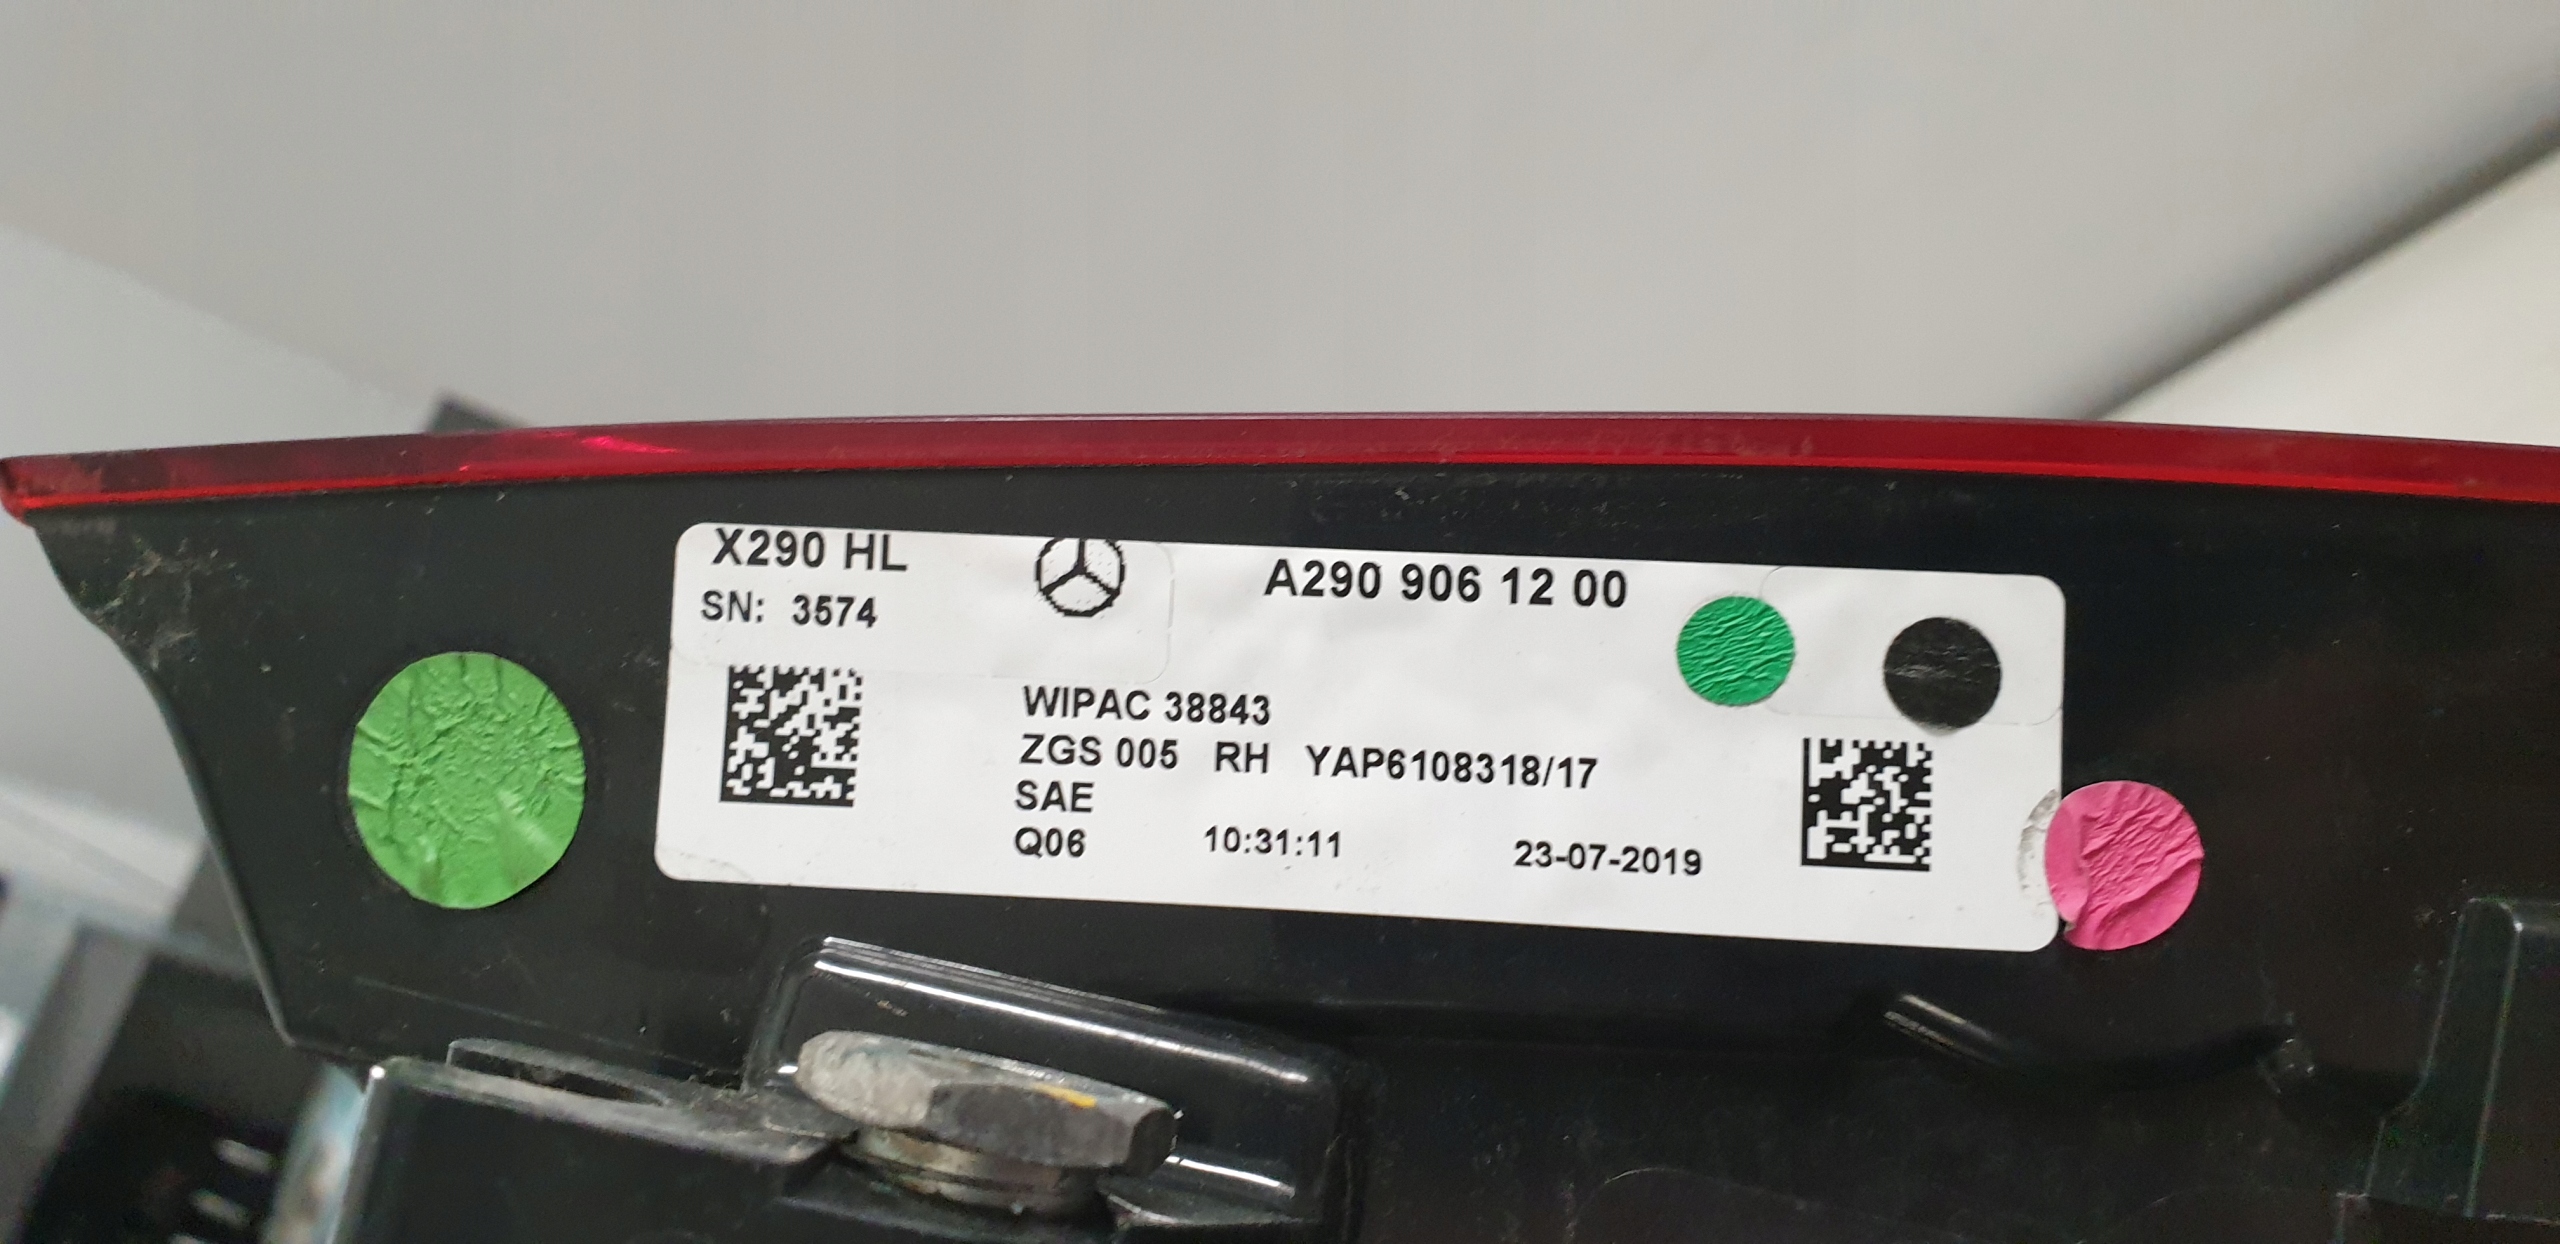 X290 HL
SN: 3574
A290 906 12 00
WIPAC 38843
ZGS 005 RH YAP6108318/17
SAE
Q06 10:31:11 23-07-2019